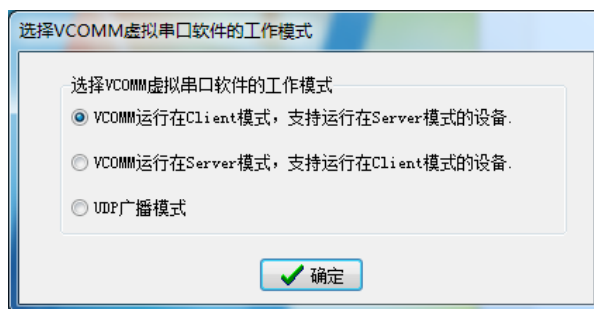 选择VCOMM虚拟串口软件的工作模式
选择VCOMM虚拟串口软件的工作模式
VCOMM运行在Client模式，支持运行在Server模式的设备.
VCOMM运行在Server模式，支持运行在Client模式的设备.
UDP广播模式
确定